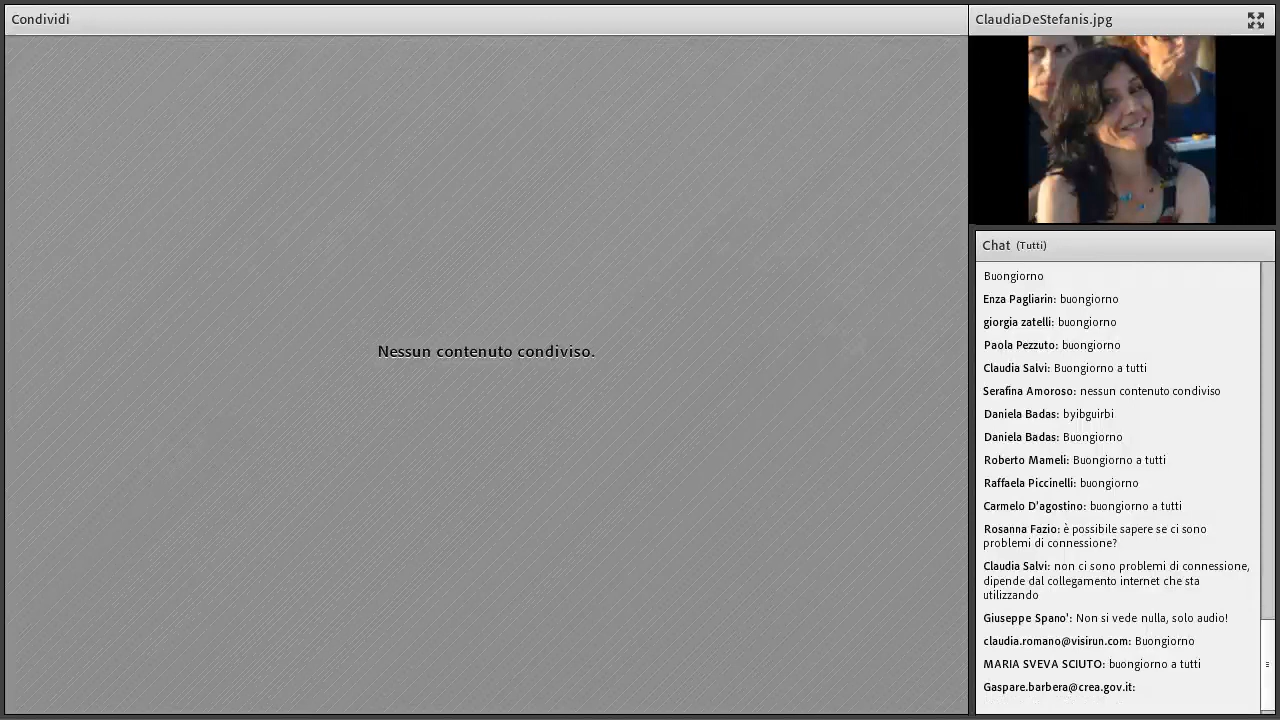 Condividi
ClaudiaDeStefanis.jpg
Nessun contenuto condiviso.
Chat (Tutti)
Buongiorno
Enza Pagliarin: buongiorno
giorgia zatelli: buongiorno
Paola Pezzuto: buongiorno
Claudia Salvi: Buongiorno a tutti
Serafina Amoroso: nessun contenuto condiviso
Daniela Badas: byibguirbi
Daniela Badas: Buongiorno
Roberto Mameli: Buongiorno a tutti
Raffaela Piccinelli: buongiorno
Carmelo D'agostino: buongiorno a tutti
Rosanna Fazio: è possibile sapere se ci sono
problemi di connessione?
Claudia Salvi: non ci sono problemi di connessione,
dipende dal collegamento internet che sta
utilizzando
Giuseppe Spano': Non si vede nulla, solo audio!
claudia.romano@visirun.com: Buongiorno
MARIA SVEVA SCIUTO: buongiorno a tutti
Gaspare.barbera@crea.gov.it: